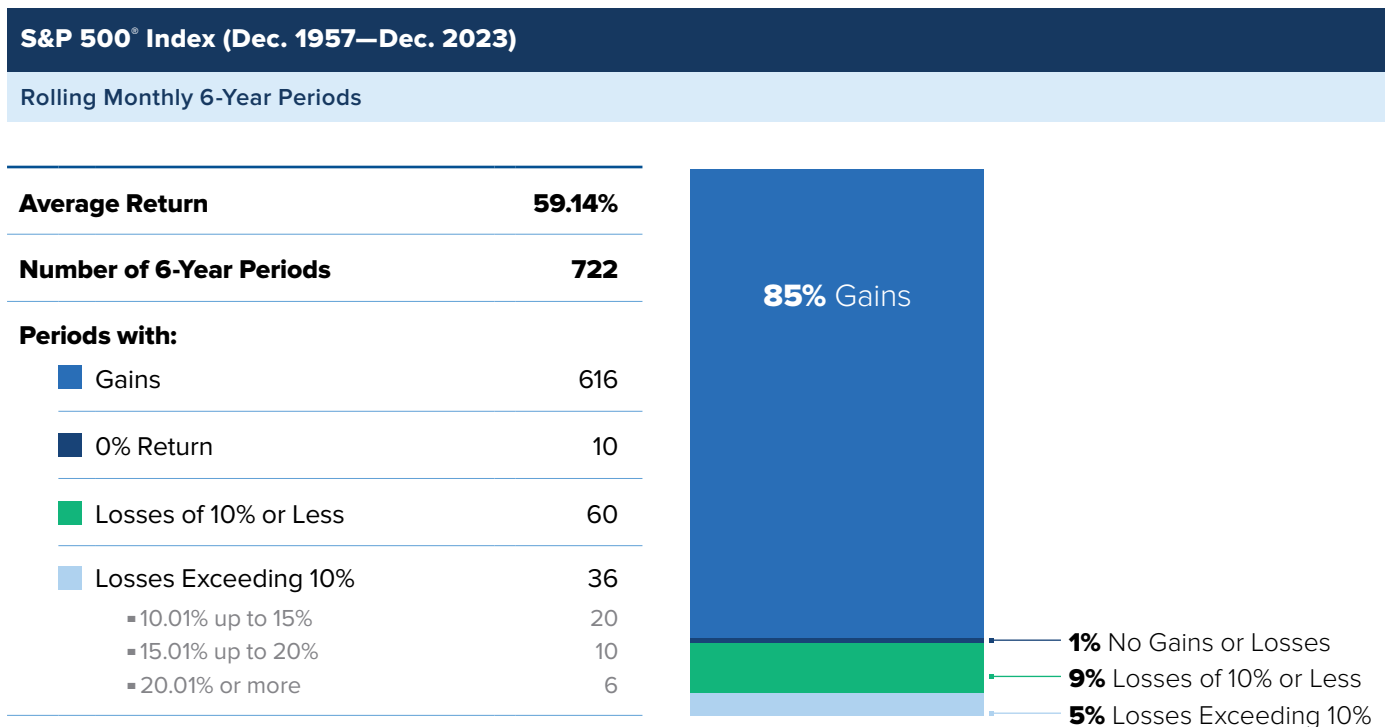 S&P 500® Index (Dec. 1957—Dec. 2023)
Rolling Monthly 6-Year Periods
Average Return 59.14%
Number of 6-Year Periods 722
Periods with:
Gains 616
0% Return 10
Losses of 10% or Less 60
Losses Exceeding 10% 36
10.01% up to 15% 20
15.01% up to 20% 10
20.01% or more 6
85% Gains
1% No Gains or Losses
9% Losses of 10% or Less
5% Losses Exceeding 10%